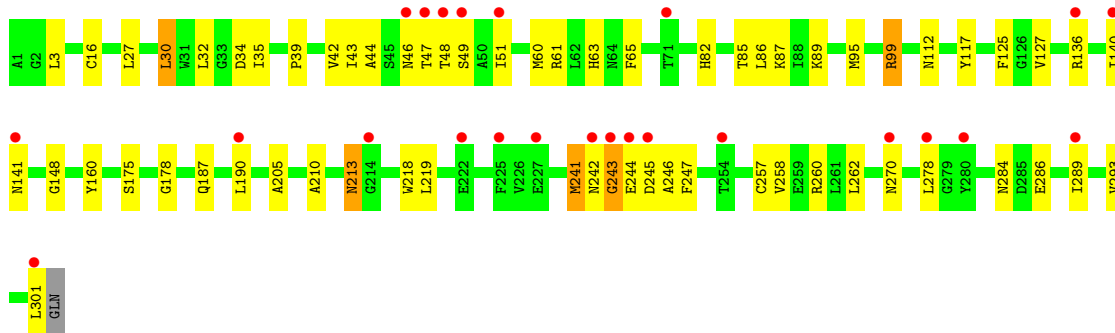 A1 G2 L3 C16 L27 L30 W31 L32 G33 D34 I35 P39 V42 I43 A44 S45 N46 T47 T48 S49 A50 I51 M60 R61 L62 H63 N64 F65 T71 H82 T85 L86 K87 I88 K89 M95 R99 N112 Y117 F125 G126 V127 R136 I140
N141 G148 Y160 S175 G178 Q187 L190 A205 A210 N213 G214 W218 L219 E222 F225 V226 E227 M241 N242 G243 E244 D245 A246 F247 T254 C257 V258 E259 R260 L261 L262 N270 L278 G279 Y280 N284 D285 E286 I289
L301 GLN